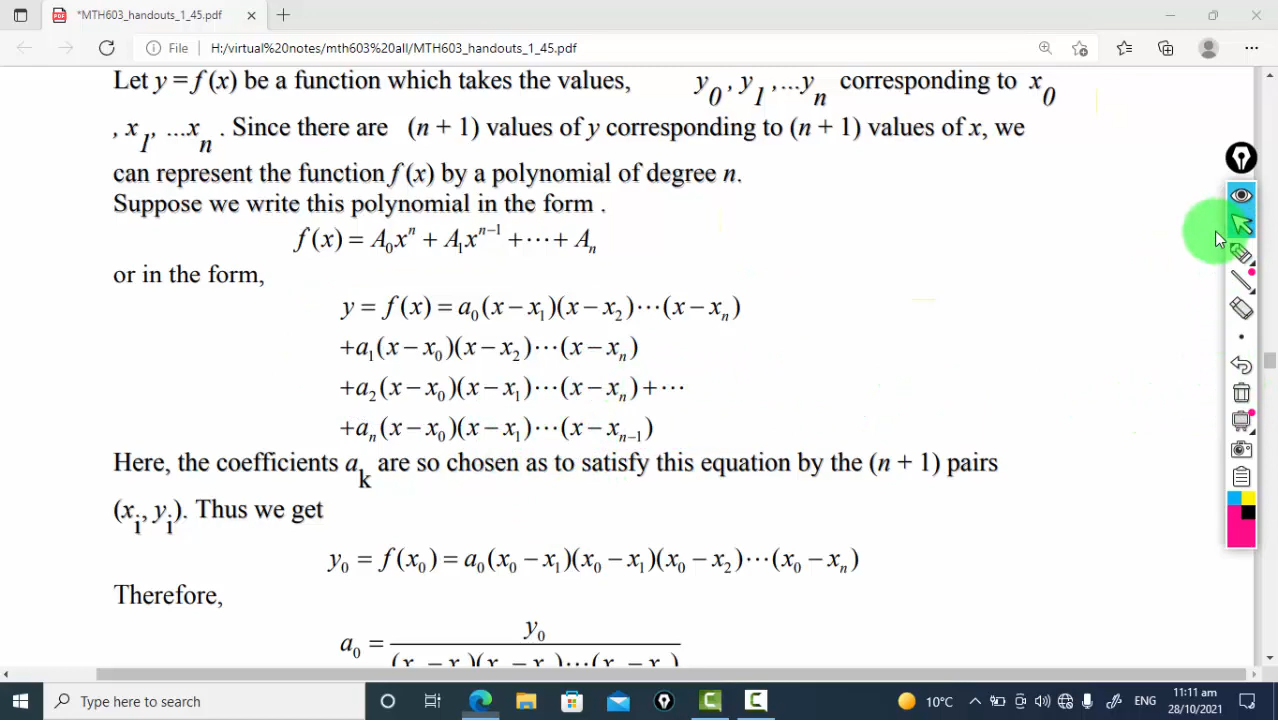 *MTH603_handouts_1_45.pdf
File H:/virtual%20notes/mth603%20all/MTH603_handouts_1_45.pdf
Let y = f (x) be a function which takes the values, y0 , y1 ,...yn corresponding to x0
, x1, ...xn . Since there are (n + 1) values of y corresponding to (n + 1) values of x, we
can represent the function f (x) by a polynomial of degree n.
Suppose we write this polynomial in the form .
f(x) = A₀xⁿ + A₁xⁿ⁻¹ +⋯+ Aₙ
or in the form,
y = f(x) = a₀(x−x₁)(x−x₂)⋯(x−xₙ)
+a₁(x−x₀)(x−x₂)⋯(x−xₙ)
+a₂(x−x₀)(x−x₁)⋯(x−xₙ)+⋯
+aₙ(x−x₀)(x−x₁)⋯(x−xₙ₋₁)
Here, the coefficients ak are so chosen as to satisfy this equation by the (n + 1) pairs
(xi, yi). Thus we get
y₀ = f(x₀) = a₀(x₀−x₁)(x₀−x₁)(x₀−x₂)⋯(x₀−xₙ)
Therefore,
a₀ = y₀
Type here to search
10°C
ENG
11:11 am
28/10/2021